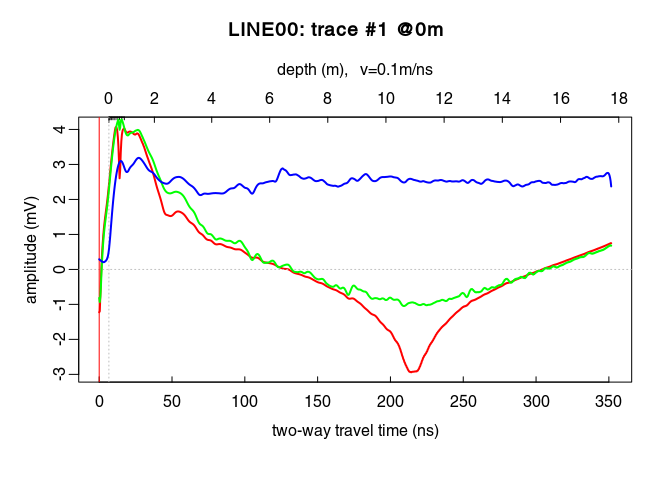 LINE00: trace #1 @0m
depth (m),   v=0.1m/ns
0 2 4 6 8 10 12 14 16 18
4
3
2
1
0
-1
-2
-3
amplitude (mV)
0 50 100 150 200 250 300 350
two-way travel time (ns)